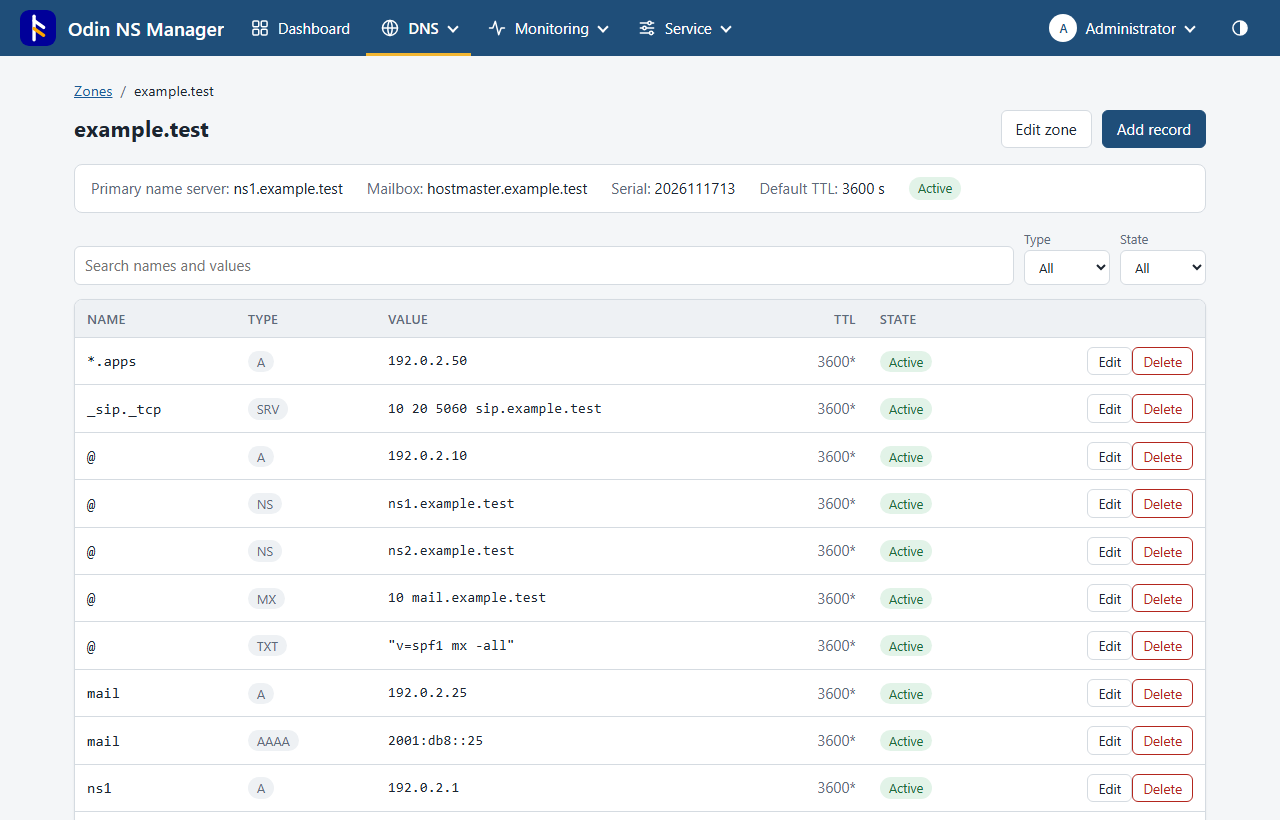 Odin NS Manager Dashboard DNS Monitoring Service A Administrator
Zones / example.test
example.test Edit zone Add record
Primary name server: ns1.example.test Mailbox: hostmaster.example.test Serial: 2026111713 Default TTL: 3600 s Active
Type State
Search names and values All All
NAME TYPE VALUE TTL STATE
*.apps A 192.0.2.50 3600* Active Edit Delete
_sip._tcp SRV 10 20 5060 sip.example.test 3600* Active Edit Delete
@ A 192.0.2.10 3600* Active Edit Delete
@ NS ns1.example.test 3600* Active Edit Delete
@ NS ns2.example.test 3600* Active Edit Delete
@ MX 10 mail.example.test 3600* Active Edit Delete
@ TXT "v=spf1 mx -all" 3600* Active Edit Delete
mail A 192.0.2.25 3600* Active Edit Delete
mail AAAA 2001:db8::25 3600* Active Edit Delete
ns1 A 192.0.2.1 3600* Active Edit Delete